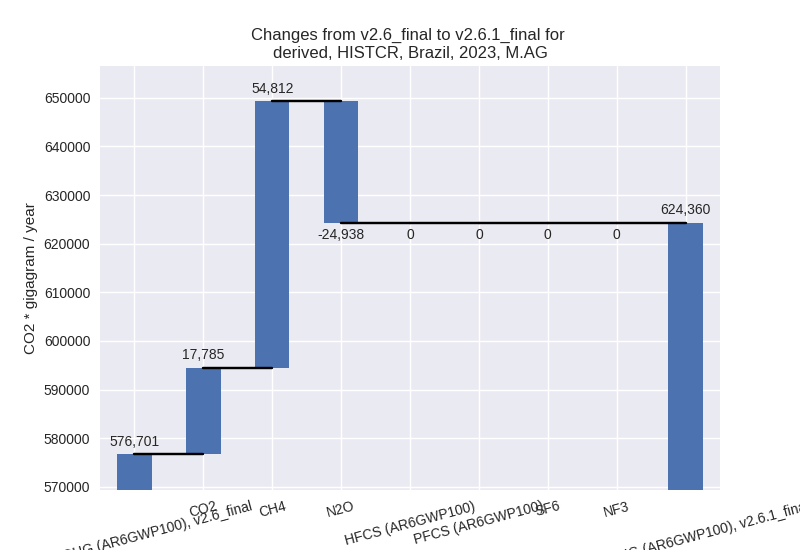 Changes from v2.6_final to v2.6.1_final for
derived, HISTCR, Brazil, 2023, M.AG
CO2 * gigagram / year
650000
640000
630000
620000
610000
600000
590000
580000
570000
576,701
17,785
54,812
-24,938
0
0
0
0
624,360
(AR6GWP100), v2.6_final
CO2
CH4
N2O
HFCS (AR6GWP100)
PFCS (AR6GWP100)
SF6
NF3
(AR6GWP100), v2.6.1_fina